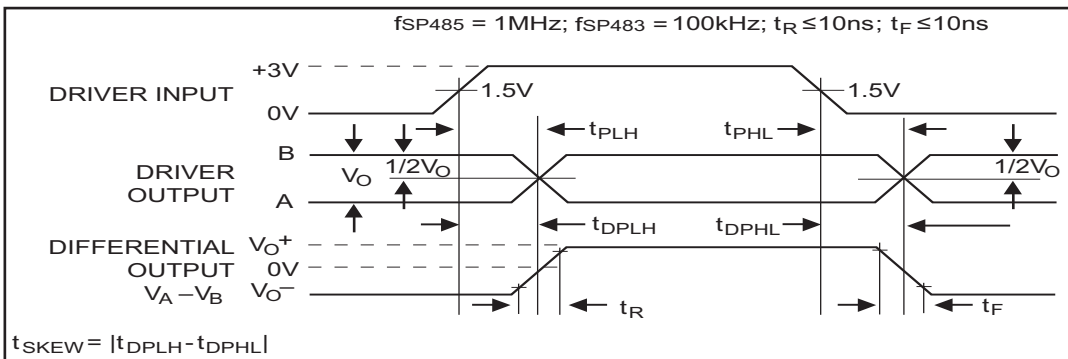 fSP485 = 1MHz; fSP483 = 100kHz; tR ≤10ns; tF ≤10ns
+3V
DRIVER INPUT
1.5V
1.5V
0V
tPLH
tPHL
B
DRIVER OUTPUT
VO
1/2VO
1/2VO
A
tDPLH
tDPHL
DIFFERENTIAL OUTPUT
VA – VB
VO+
0V
VO–
tR
tF
tSKEW = |tDPLH - tDPHL|